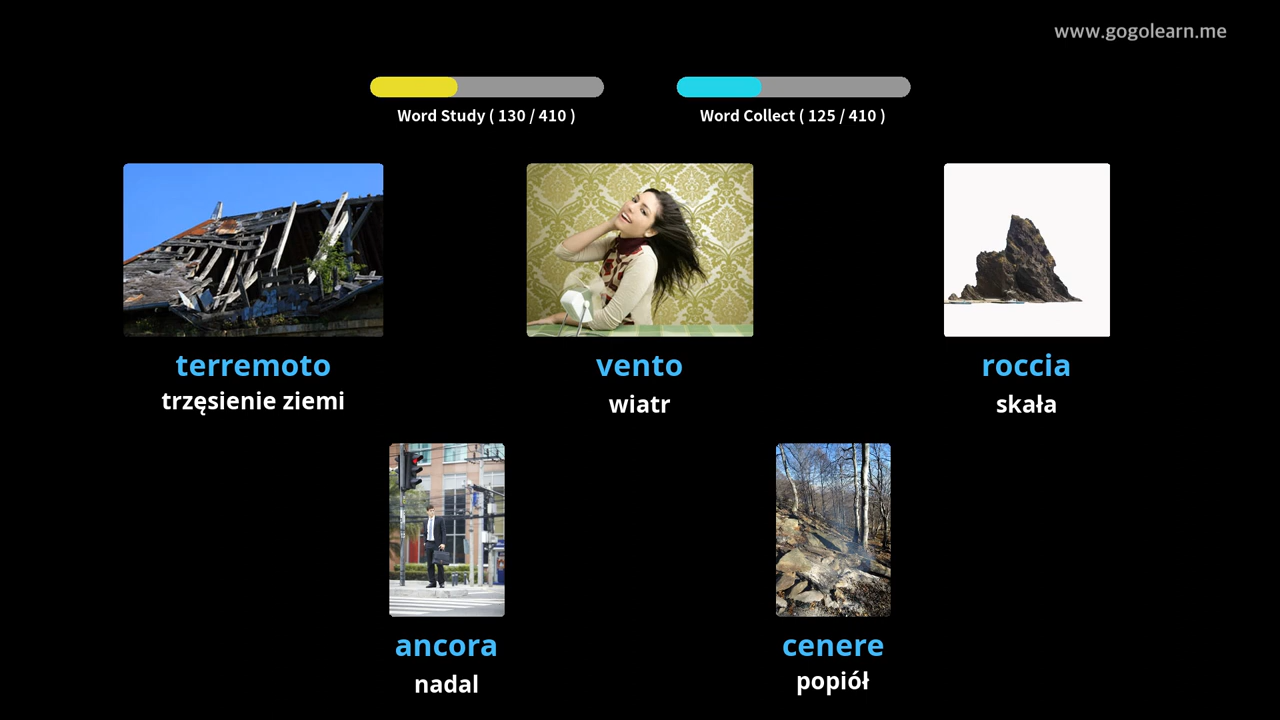 www.gogolearn.me
Word Study ( 130 / 410 )
Word Collect ( 125 / 410 )
terremoto
trzęsienie ziemi
vento
wiatr
roccia
skała
ancora
nadal
cenere
popiół